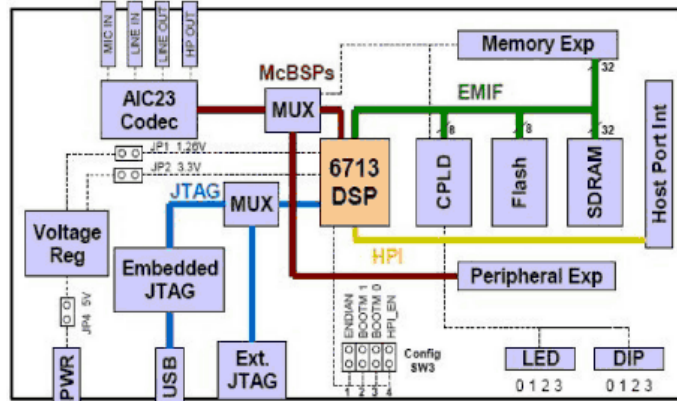 MIC IN
LINE IN
LINE OUT
HP OUT
AIC23
Codec
McBSPs
MUX
Memory Exp
32
EMIF
8
8
32
JP1 1.26V
JP2 3.3V
6713
DSP
CPLD
Flash
SDRAM
Host Port Int
JTAG
MUX
Voltage
Reg
Embedded
JTAG
HPI
Peripheral Exp
JP4 5V
ENDIAN
BOOTM 1
BOOTM 0
HPI_EN
Config
SW3
1 2 3 4
PWR
USB
Ext.
JTAG
LED
DIP
0 1 2 3
0 1 2 3